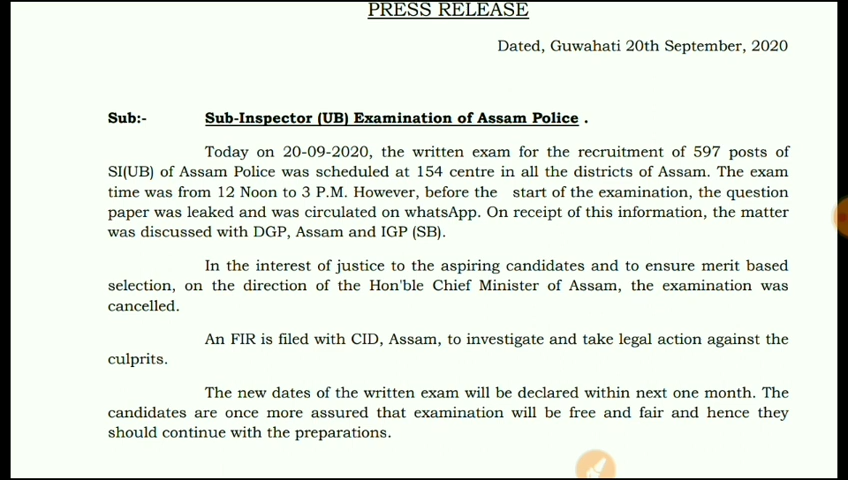 PRESS RELEASE
Dated, Guwahati 20th September, 2020
Sub:- Sub-Inspector (UB) Examination of Assam Police .
Today on 20-09-2020, the written exam for the recruitment of 597 posts of
SI(UB) of Assam Police was scheduled at 154 centre in all the districts of Assam. The exam
time was from 12 Noon to 3 P.M. However, before the start of the examination, the question
paper was leaked and was circulated on whatsApp. On receipt of this information, the matter
was discussed with DGP, Assam and IGP (SB).
In the interest of justice to the aspiring candidates and to ensure merit based
selection, on the direction of the Hon'ble Chief Minister of Assam, the examination was
cancelled.
An FIR is filed with CID, Assam, to investigate and take legal action against the
culprits.
The new dates of the written exam will be declared within next one month. The
candidates are once more assured that examination will be free and fair and hence they
should continue with the preparations.